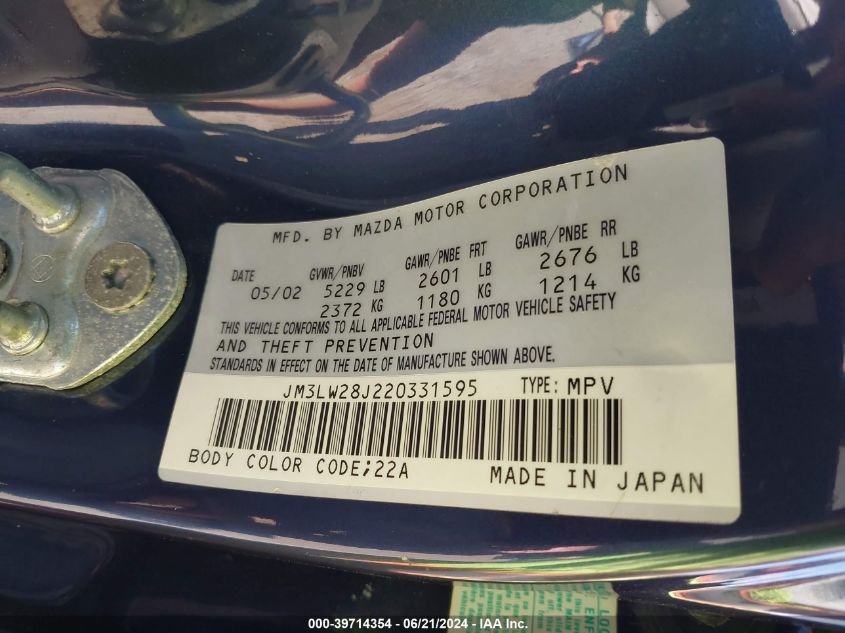 MFD. BY MAZDA MOTOR CORPORATION
DATE GVWR/PNBV GAWR/PNBE FRT GAWR/PNBE RR
05/02 5229 LB 2601 LB 2676 LB
2372 KG 1180 KG 1214 KG
THIS VEHICLE CONFORMS TO ALL APPLICABLE FEDERAL MOTOR VEHICLE SAFETY
AND THEFT PREVENTION
STANDARDS IN EFFECT ON THE DATE OF MANUFACTURE SHOWN ABOVE.
JM3LW28J220331595 TYPE: MPV
BODY COLOR CODE;22A MADE IN JAPAN
000-39714354 - 06/21/2024 - IAA Inc.